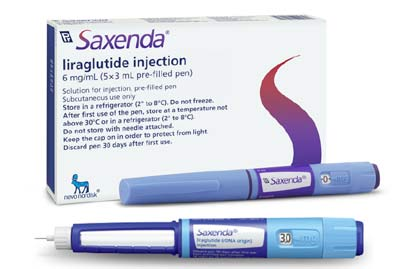 Saxenda®
liraglutide injection
6 mg/mL (5×3 mL pre-filled pen)
Solution for injection, pre-filled pen
Subcutaneous use only
Store in a refrigerator (2° to 8°C). Do not freeze.
After first use of the pen, store at a temperature not
above 30°C or in a refrigerator (2° to 8°C).
Do not store with needle attached.
Keep the cap on in order to protect from light
Discard pen 30 days after first use.
novo nordisk®
Saxenda®
Saxenda®
liraglutide (rDNA origin)
injection
3.0